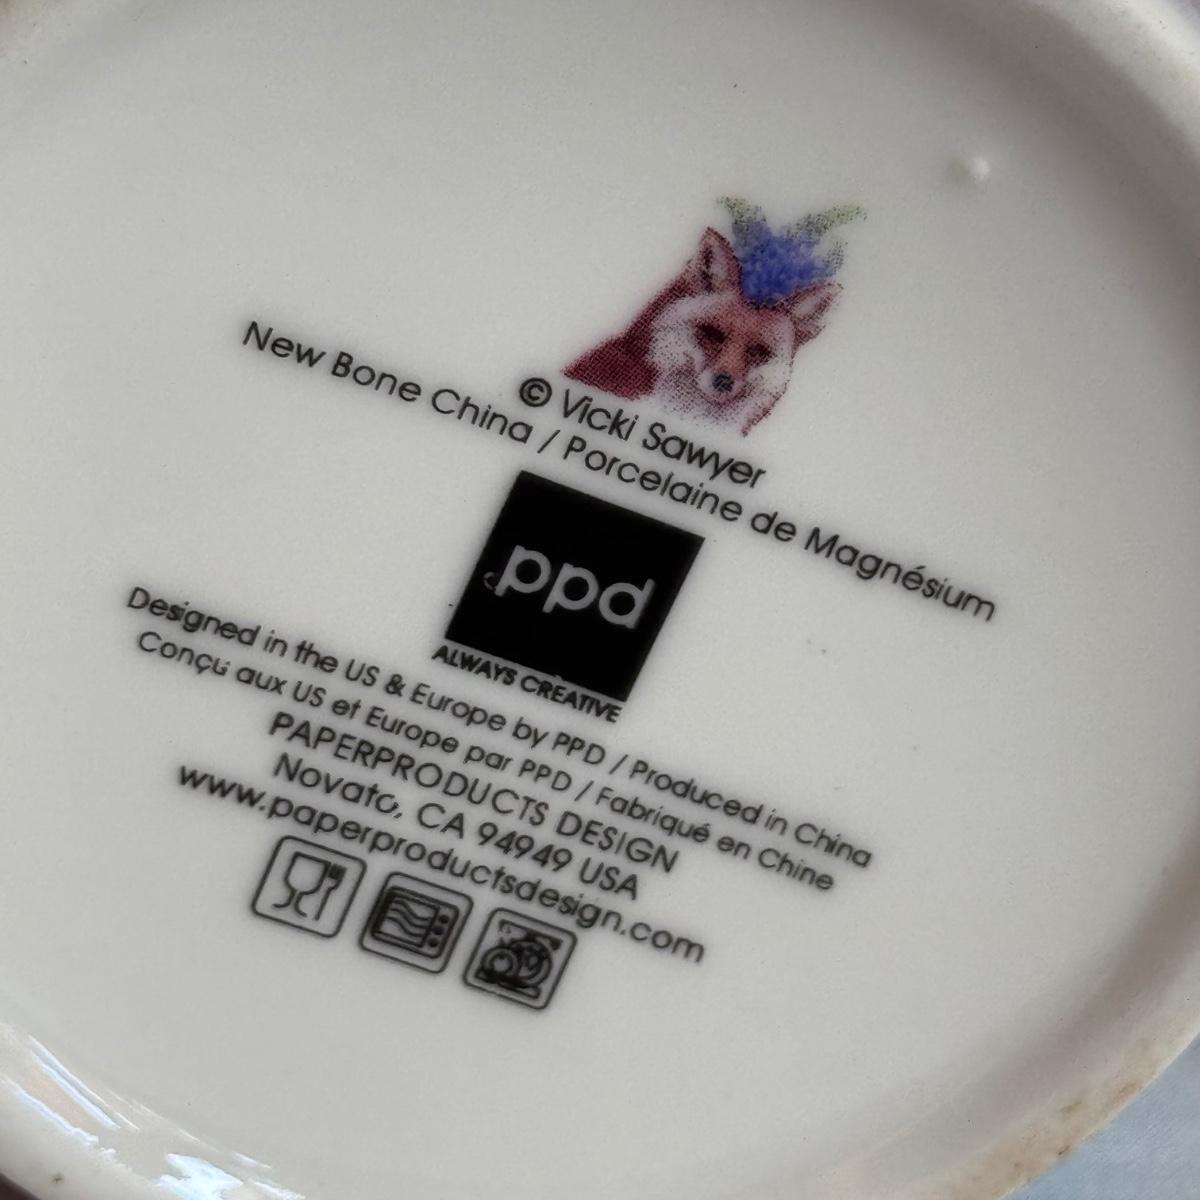 © Vicki Sawyer
New Bone China / Porcelaine de Magnésium
ppd
ALWAYS CREATIVE
Designed in the US & Europe by PPD / Produced in China
Conçu aux US et Europe par PPD / Fabriqué en Chine
PAPERPRODUCTS DESIGN
Novato, CA 94949 USA
www.paperproductsdesign.com